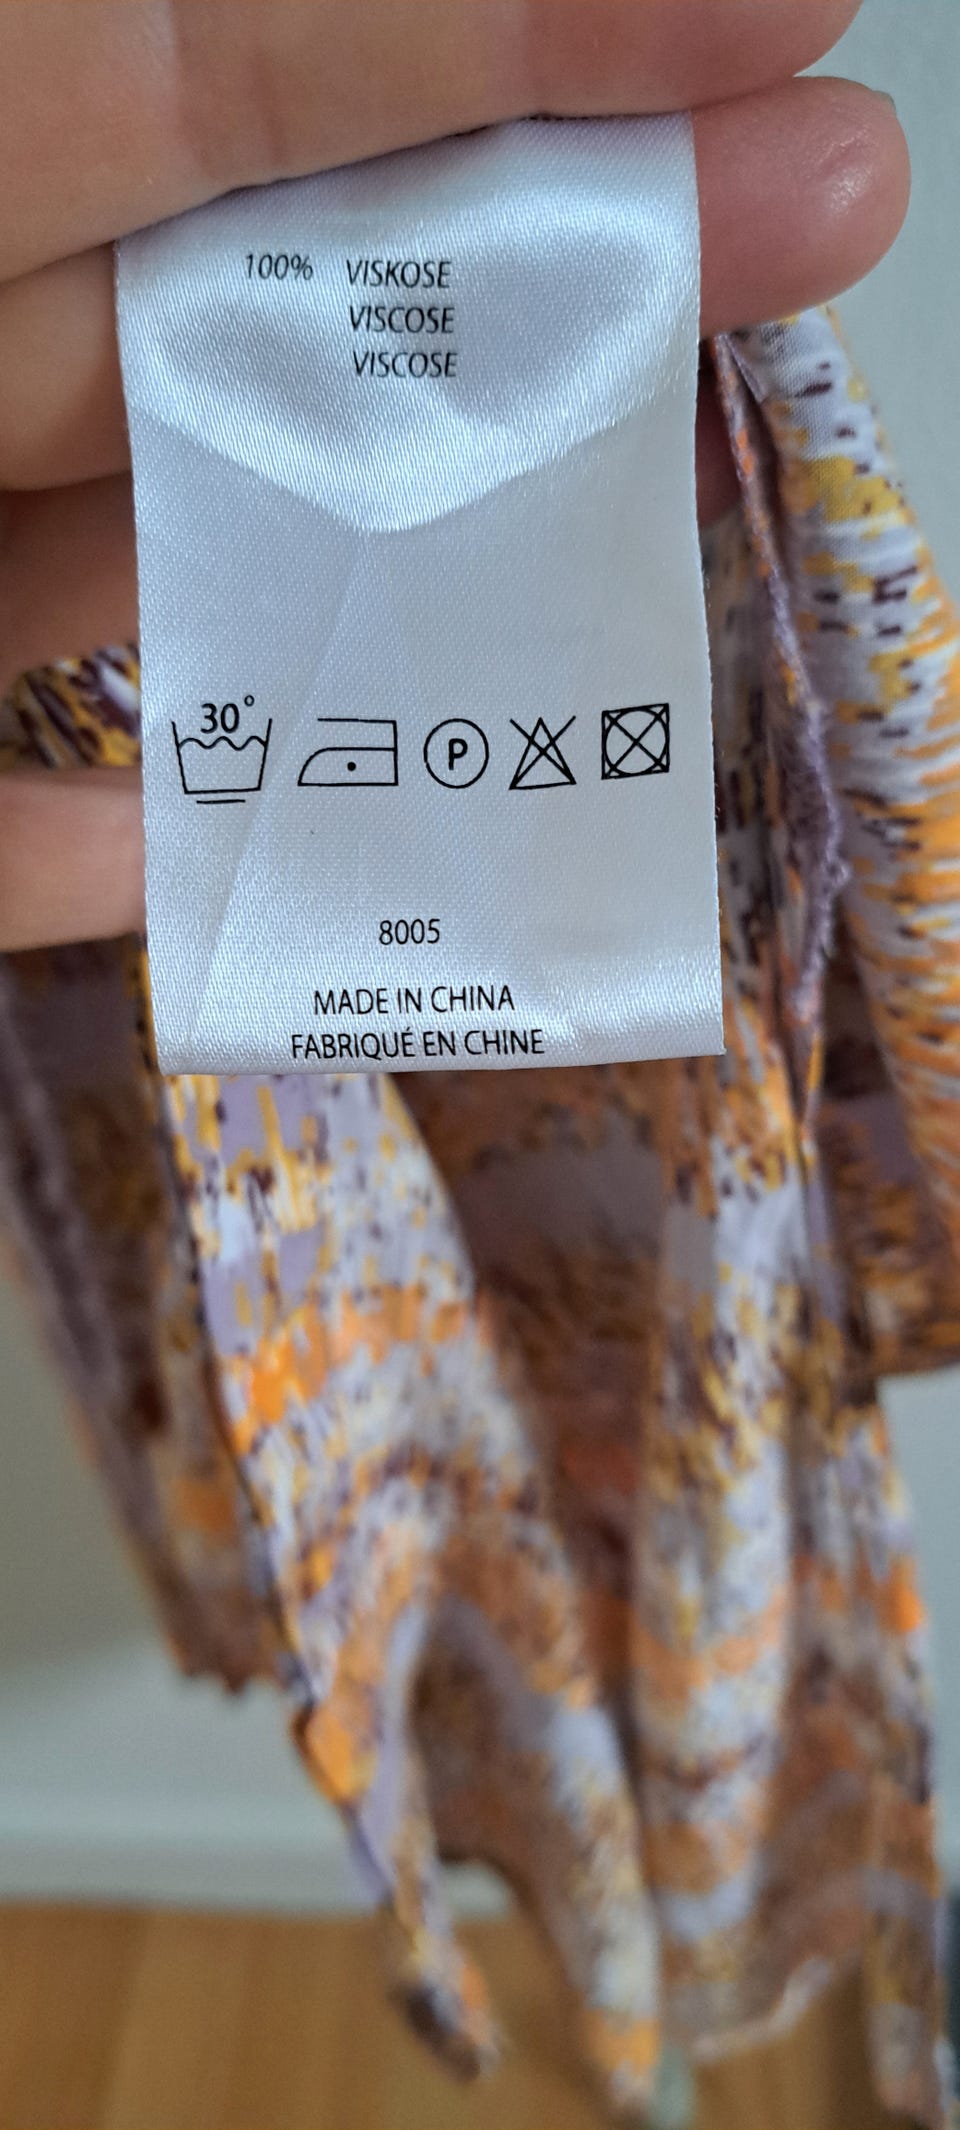 100% VISKOSE
VISCOSE
VISCOSE
30°
P
8005
MADE IN CHINA
FABRIQUÉ EN CHINE